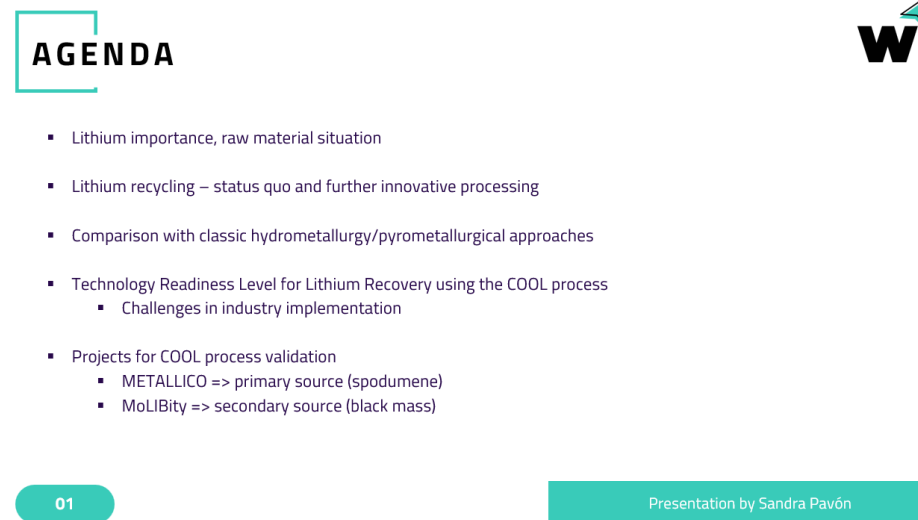 AGENDA
W
▪ Lithium importance, raw material situation
▪ Lithium recycling – status quo and further innovative processing
▪ Comparison with classic hydrometallurgy/pyrometallurgical approaches
▪ Technology Readiness Level for Lithium Recovery using the COOL process
▪ Challenges in industry implementation
▪ Projects for COOL process validation
▪ METALLICO => primary source (spodumene)
▪ MoLIBity => secondary source (black mass)
01
Presentation by Sandra Pavón